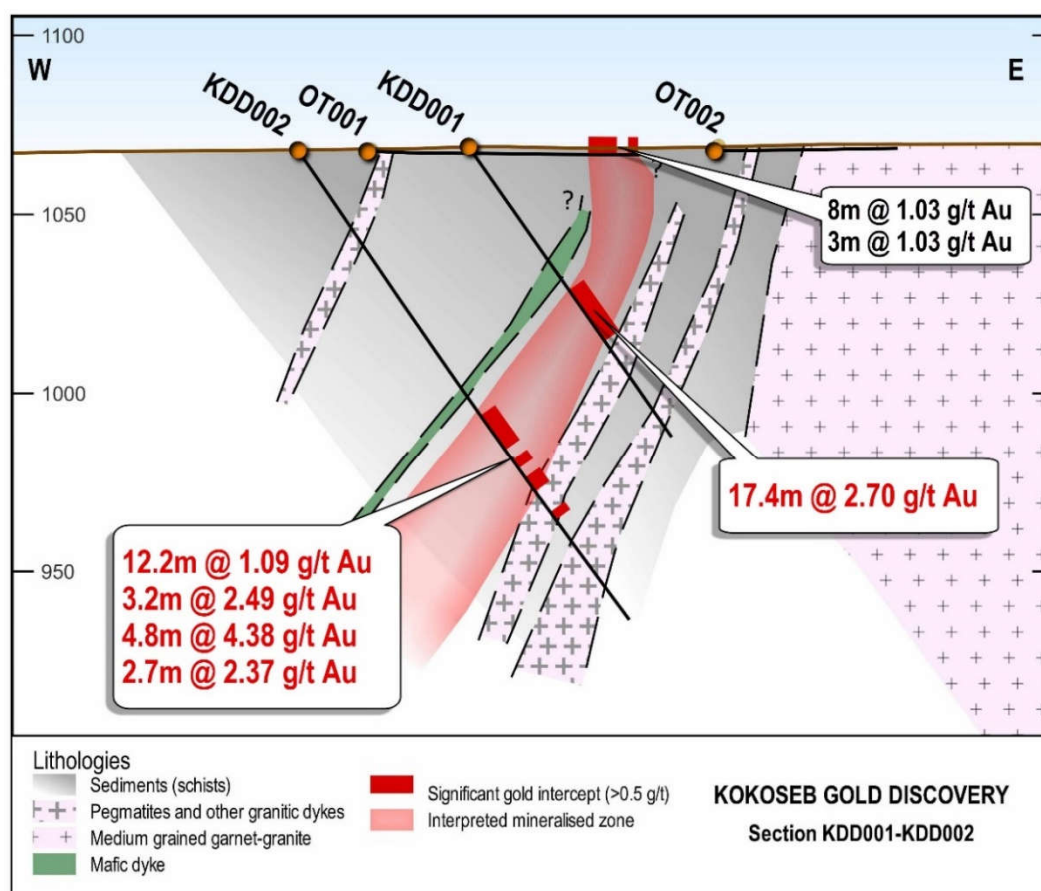 1100
W
E
KDD002
OT001
KDD001
OT002
1050
?
?
8m @ 1.03 g/t Au
3m @ 1.03 g/t Au
1000
17.4m @ 2.70 g/t Au
950
12.2m @ 1.09 g/t Au
3.2m @ 2.49 g/t Au
4.8m @ 4.38 g/t Au
2.7m @ 2.37 g/t Au
Lithologies
Sediments (schists)
Pegmatites and other granitic dykes
Medium grained garnet-granite
Mafic dyke
Significant gold intercept (>0.5 g/t)
Interpreted mineralised zone
KOKOSEB GOLD DISCOVERY
Section KDD001-KDD002